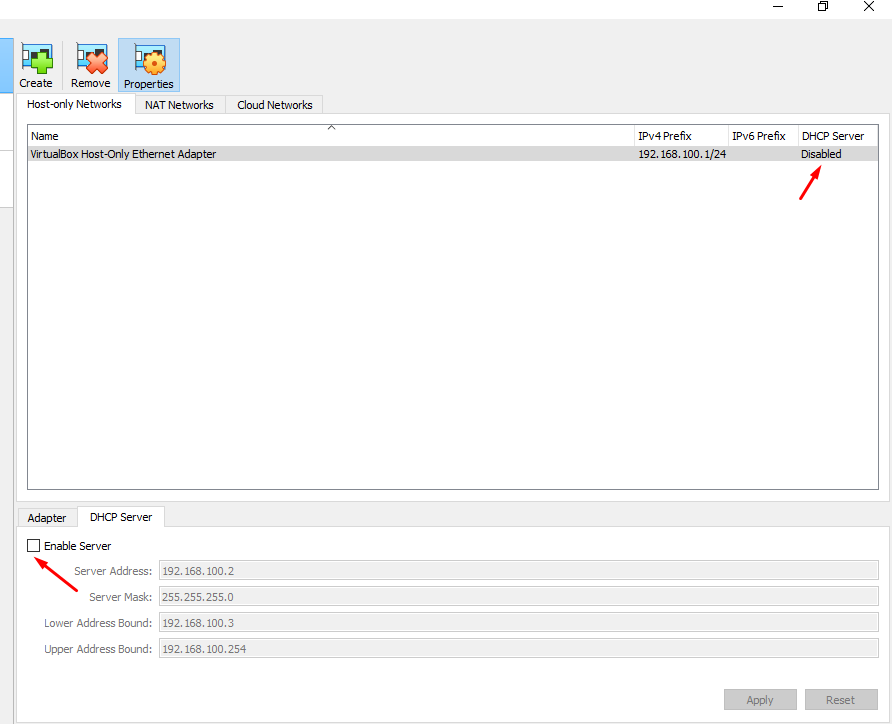 Create Remove Properties
Host-only Networks NAT Networks Cloud Networks
Name IPv4 Prefix IPv6 Prefix DHCP Server
VirtualBox Host-Only Ethernet Adapter 192.168.100.1/24 Disabled
Adapter DHCP Server
Enable Server
Server Address: 192.168.100.2
Server Mask: 255.255.255.0
Lower Address Bound: 192.168.100.3
Upper Address Bound: 192.168.100.254
Apply Reset